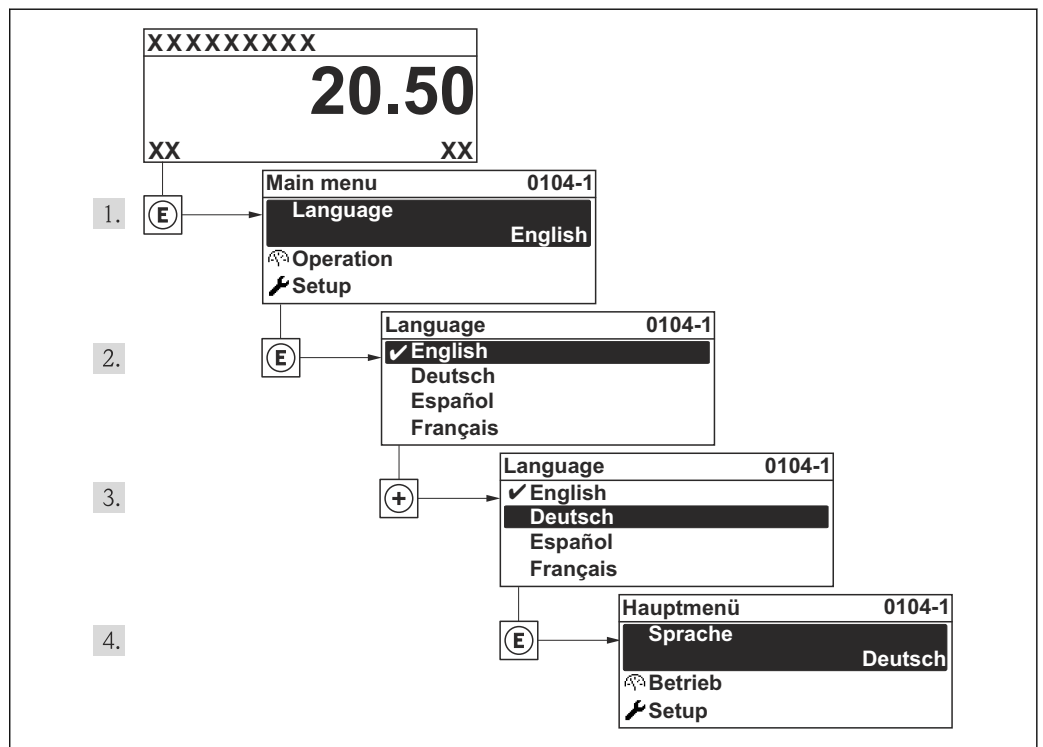 XXXXXXXXX
20.50
XX XX
1. E
Main menu 0104-1
Language
English
Operation
Setup
2. E
Language 0104-1
✔English
Deutsch
Español
Français
3. +
Language 0104-1
✔English
Deutsch
Español
Français
4. E
Hauptmenü 0104-1
Sprache
Deutsch
Betrieb
Setup